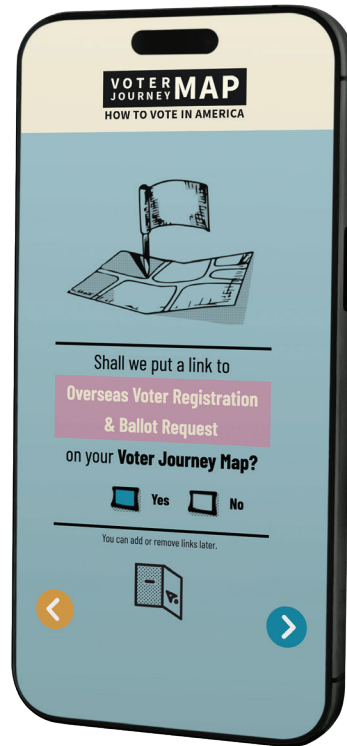 VOTER JOURNEY MAP
HOW TO VOTE IN AMERICA
Shall we put a link to
Overseas Voter Registration
& Ballot Request
on your Voter Journey Map?
Yes No
You can add or remove links later.